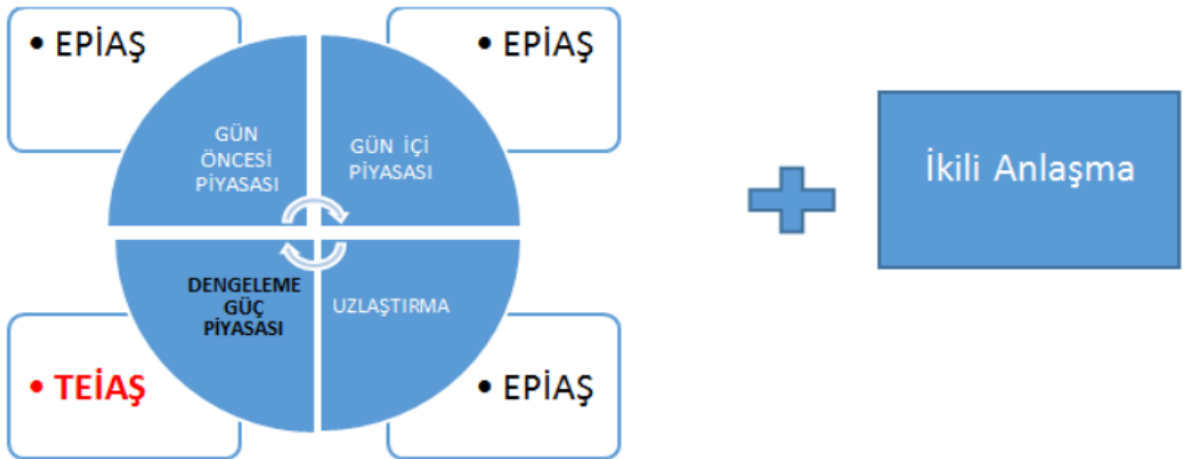 • EPİAŞ
• EPİAŞ
GÜN
ÖNCESİ
PİYASASI
GÜN İÇİ
PİYASASI
İkili Anlaşma
DENGELEME
GÜÇ
PİYASASI
UZLAŞTIRMA
• TEİAŞ
• EPİAŞ